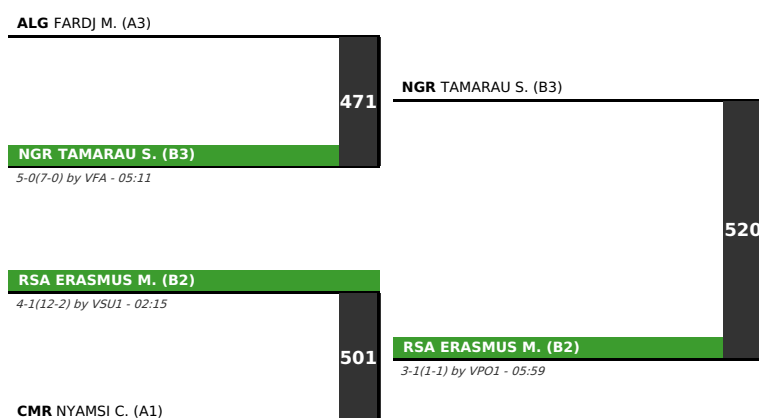 ALG FARDJ M. (A3)
471
NGR TAMARAU S. (B3)
5-0(7-0) by VFA - 05:11
RSA ERASMUS M. (B2)
4-1(12-2) by VSU1 - 02:15
501
CMR NYAMSI C. (A1)
NGR TAMARAU S. (B3)
520
RSA ERASMUS M. (B2)
3-1(1-1) by VPO1 - 05:59